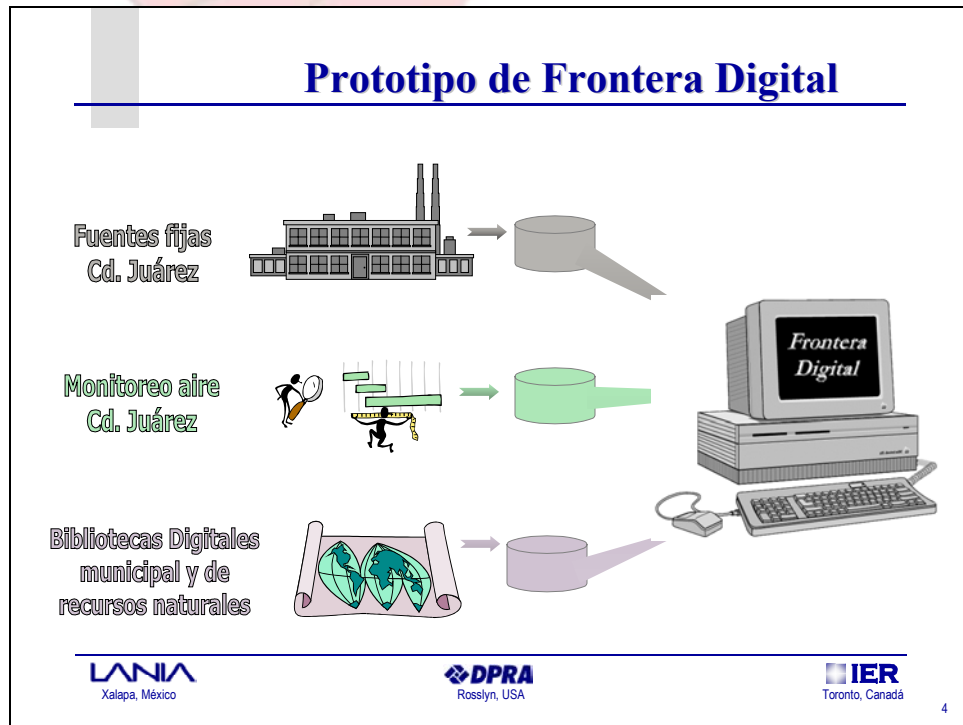 Prototipo de Frontera Digital
Fuentes fijas
Cd. Juárez
Frontera
Digital
Monitoreo aire
Cd. Juárez
Bibliotecas Digitales
municipal y de
recursos naturales
LANIA
Xalapa, México
DPRA
Rosslyn, USA
IER
Toronto, Canadá
4